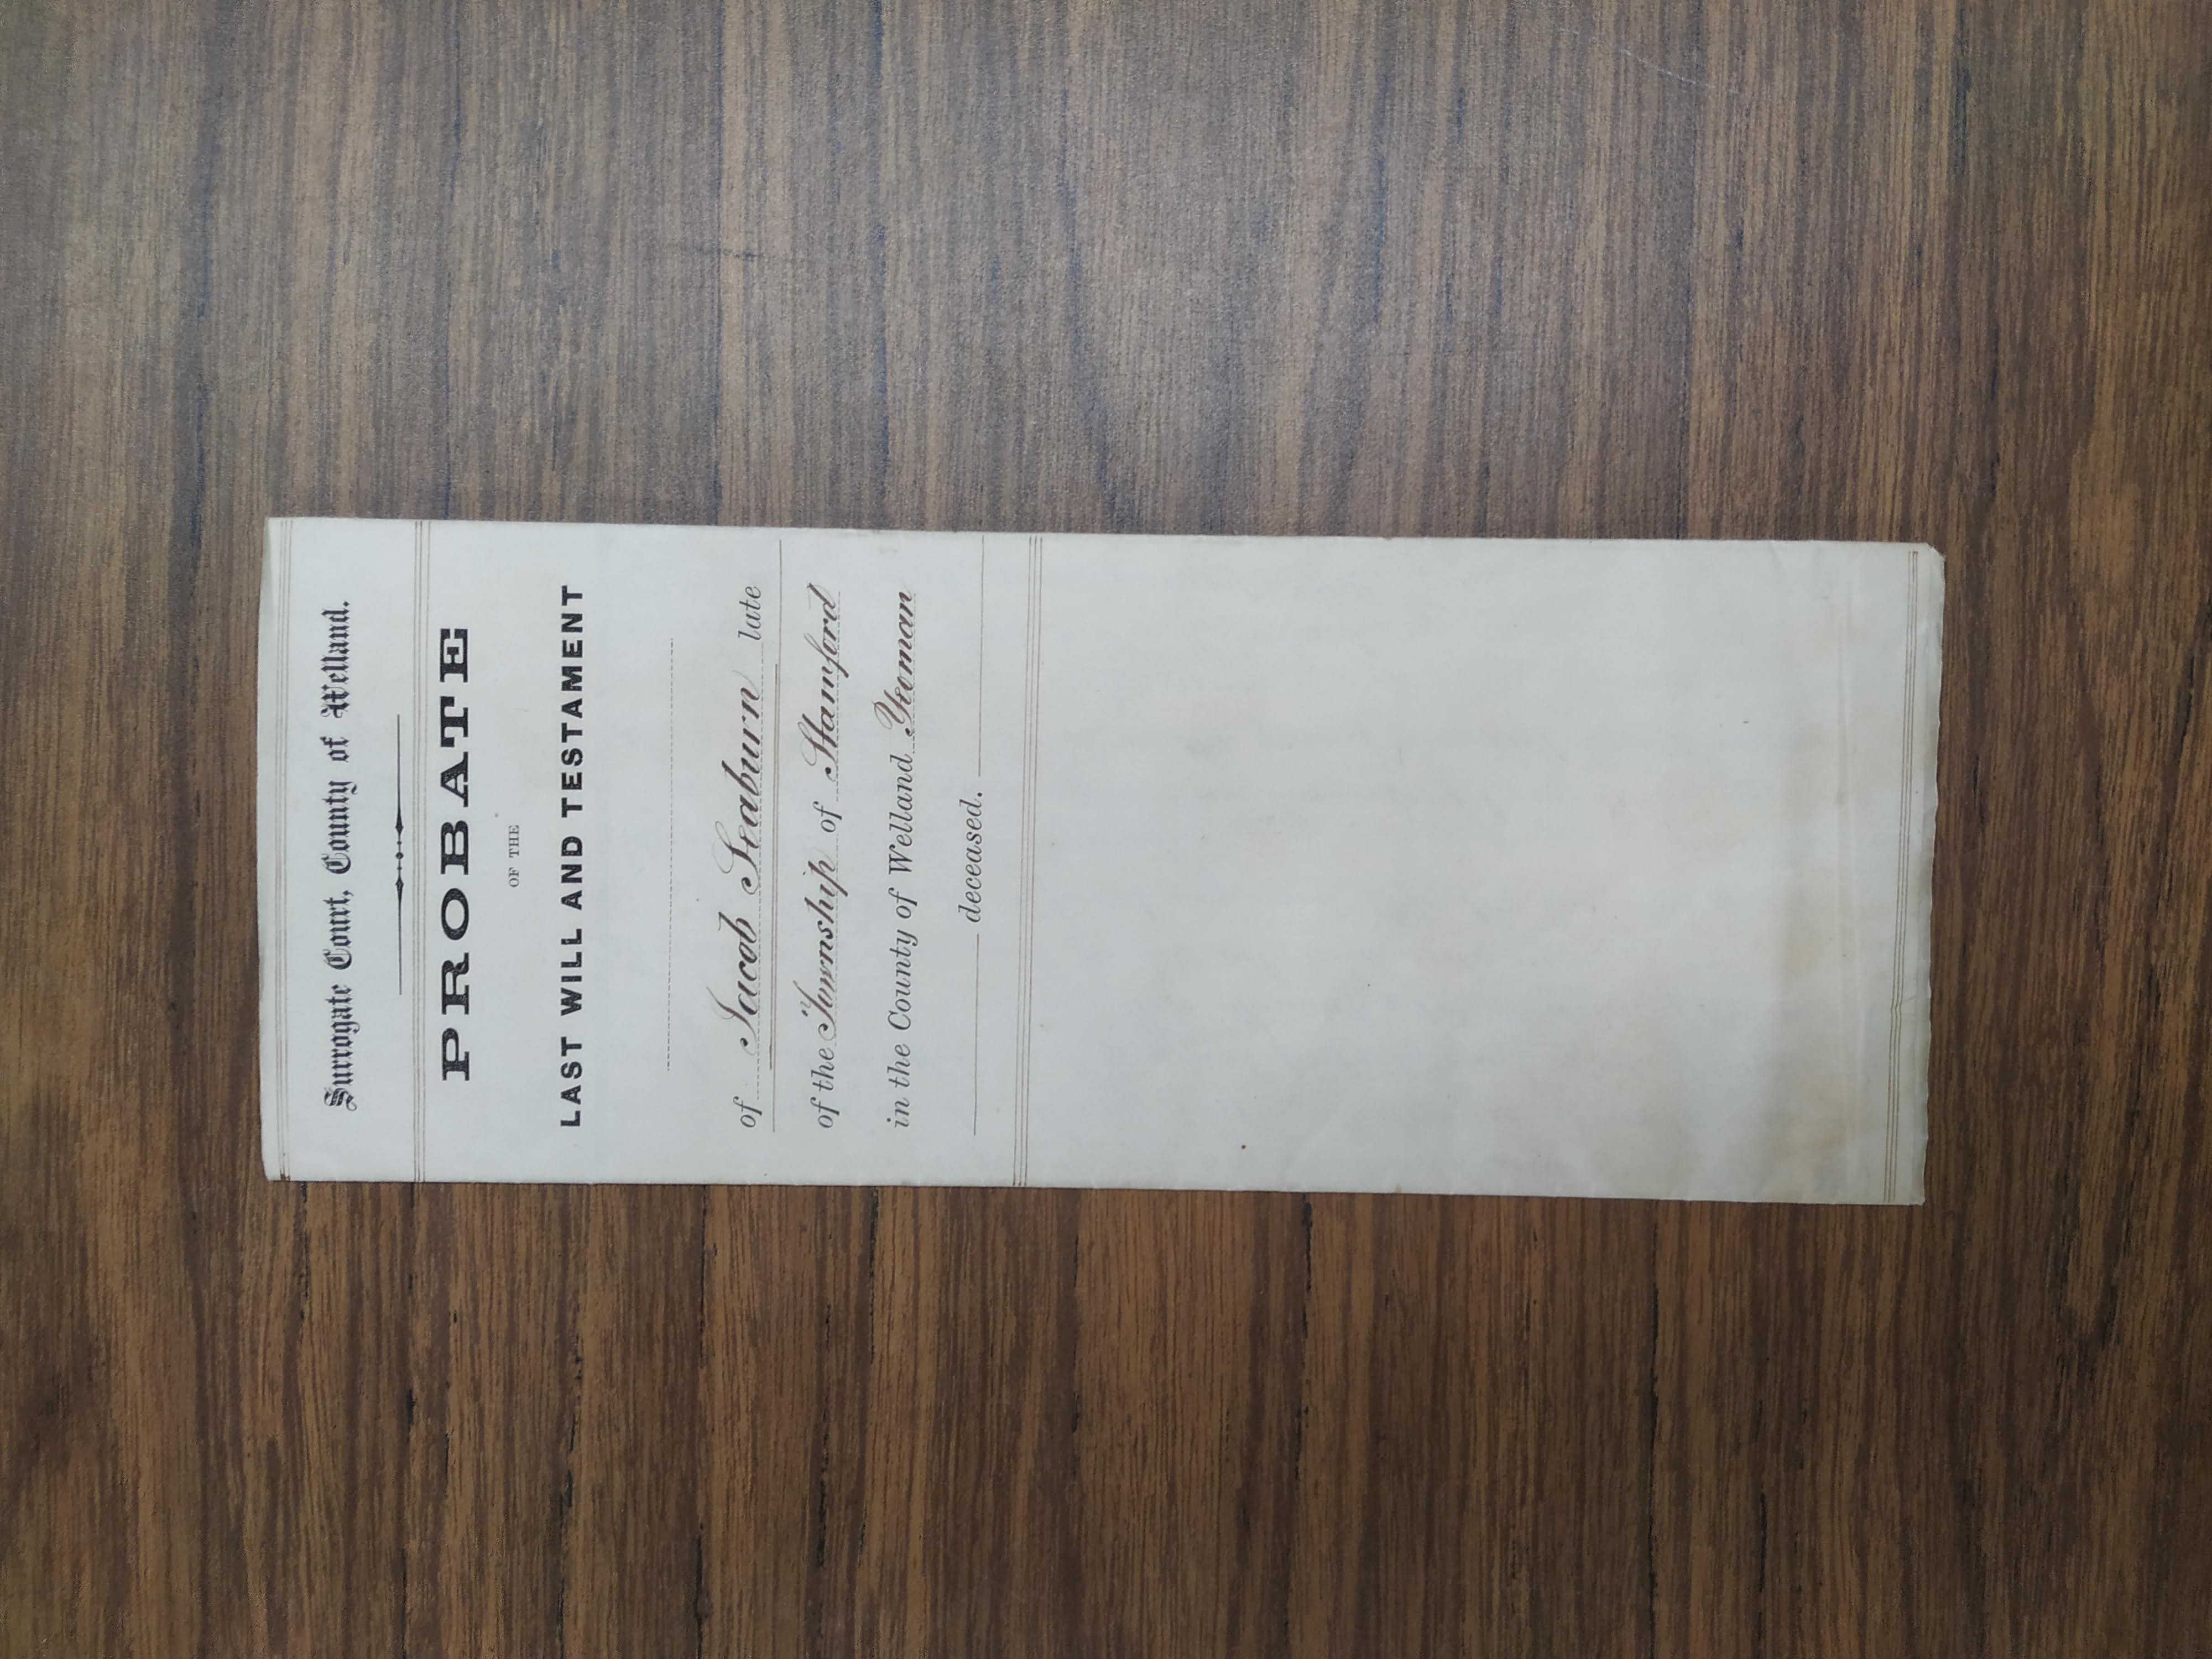 Surrogate Court, County of Welland.
PROBATE
OF THE
LAST WILL AND TESTAMENT
of Jacob Seaburn late
of the Township of Stamford
in the County of Welland Yeoman
deceased.